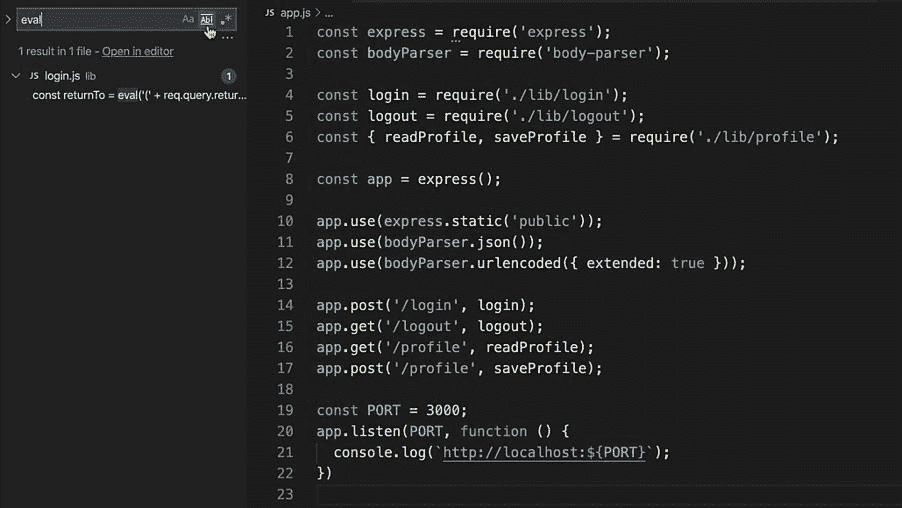 eval Aa Abl .*
...
1 result in 1 file - Open in editor
JS login.js lib 1
const returnTo = eval('(' + req.query.retur...
JS app.js > ...
1 const express = require('express');
2 const bodyParser = require('body-parser');
3
4 const login = require('./lib/login');
5 const logout = require('./lib/logout');
6 const { readProfile, saveProfile } = require('./lib/profile');
7
8 const app = express();
9
10 app.use(express.static('public'));
11 app.use(bodyParser.json());
12 app.use(bodyParser.urlencoded({ extended: true }));
13
14 app.post('/login', login);
15 app.get('/logout', logout);
16 app.get('/profile', readProfile);
17 app.post('/profile', saveProfile);
18
19 const PORT = 3000;
20 app.listen(PORT, function () {
21 console.log(`http://localhost:${PORT}`);
22 })
23